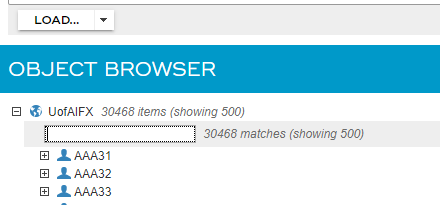 LOAD...
OBJECT BROWSER
UofAIFX 30468 items (showing 500)
30468 matches (showing 500)
AAA31
AAA32
AAA33